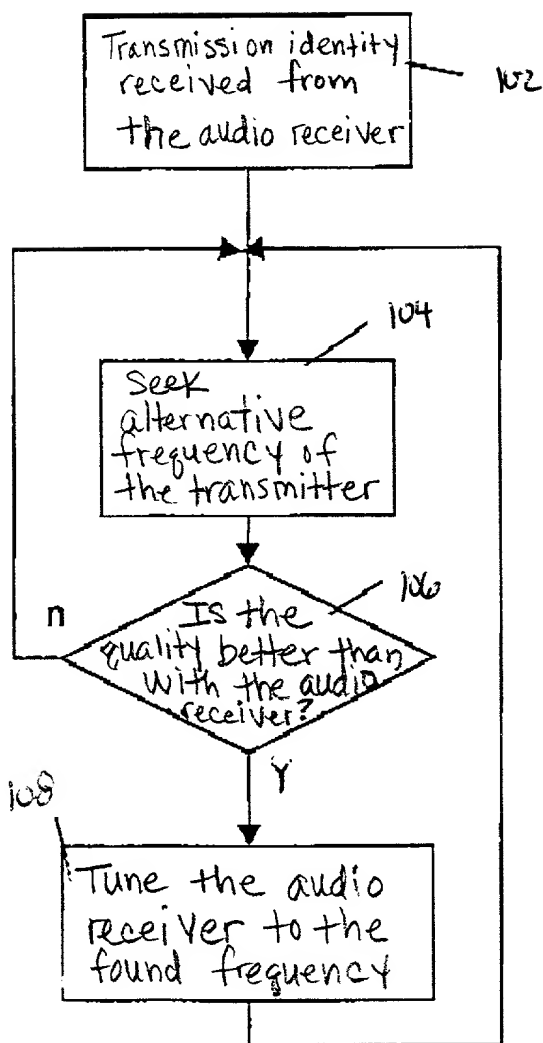 Transmission identity
received from
the audio receiver
102
104
Seek
alternative
frequency of
the transmitter
106
n
Is the
quality better than
with the audio
receiver?
Y
108
Tune the audio
receiver to the
found frequency